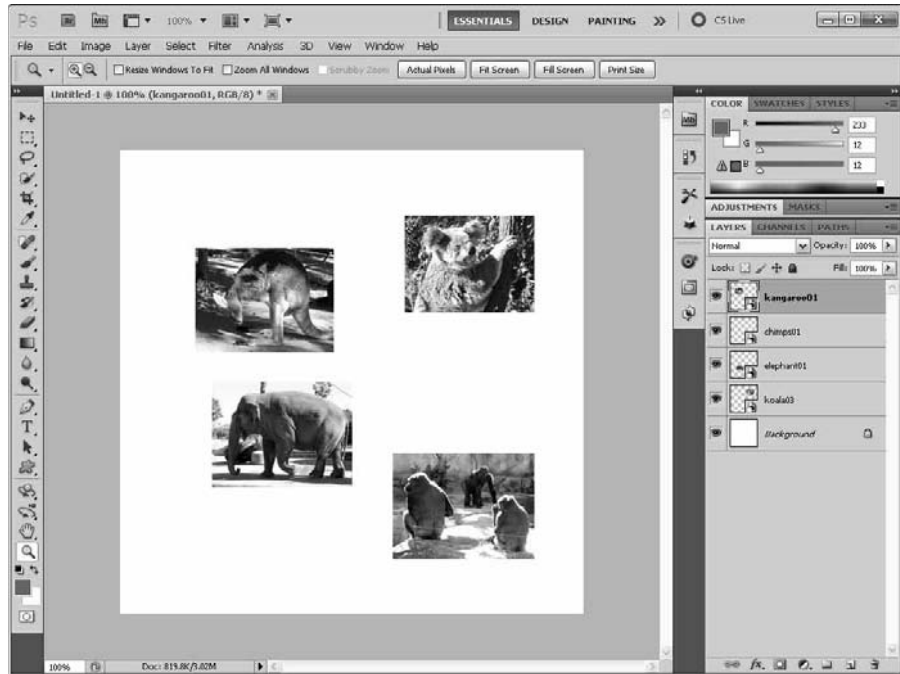 Ps Br Mb 100% ESSENTIALS DESIGN PAINTING >> CS Live
File Edit Image Layer Select Filter Analysis 3D View Window Help
Resize Windows To Fit Zoom All Windows Scrubby Zoom Actual Pixels Fit Screen Fill Screen Print Size
Untitled-1 @ 100% (kangaroo01, RGB/8) *
COLOR SWATCHES STYLES
R 233
G 12
B 12
ADJUSTMENTS MASKS
LAYERS CHANNELS PATHS
Normal Opacity: 100%
Lock: Fill: 100%
kangaroo01
chimps01
elephant01
koala03
Background
100% Doc: 819.8K/3.02M